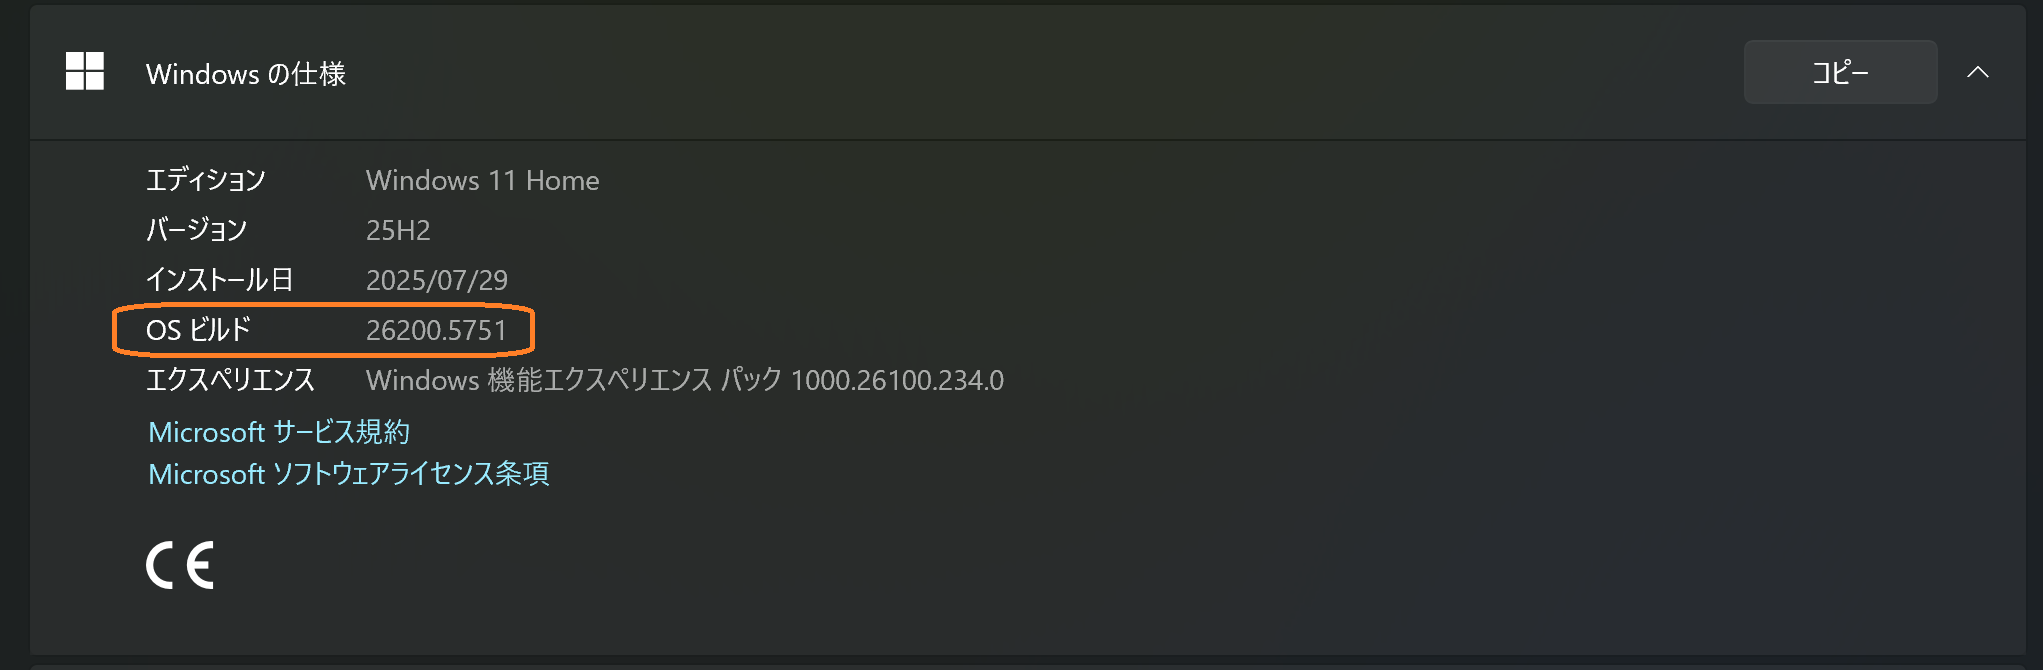 Windows の仕様
コピー
エディション Windows 11 Home
バージョン 25H2
インストール日 2025/07/29
OS ビルド 26200.5751
エクスペリエンス Windows 機能エクスペリエンス パック 1000.26100.234.0
Microsoft サービス規約
Microsoft ソフトウェアライセンス条項
CE